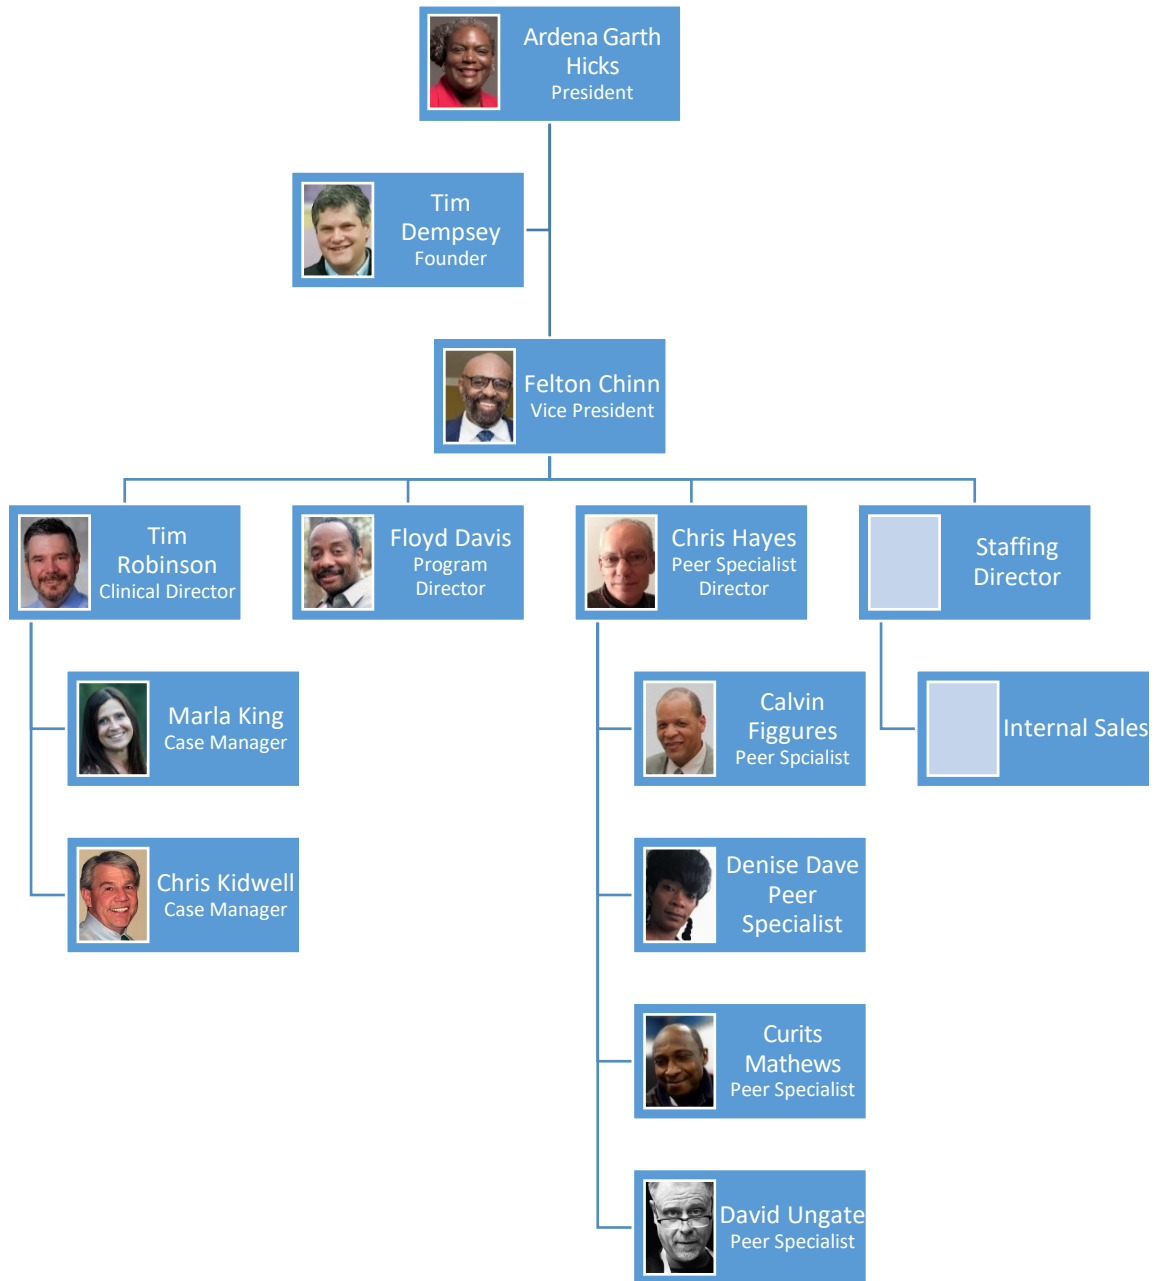 Ardena Garth
Hicks
President
Tim
Dempsey
Founder
Felton Chinn
Vice President
Tim
Robinson
Clinical Director
Floyd Davis
Program
Director
Chris Hayes
Peer Specialist
Director
Staffing
Director
Marla King
Case Manager
Calvin
Figgures
Peer Spcialist
Internal Sales
Chris Kidwell
Case Manager
Denise Dave
Peer
Specialist
Curits
Mathews
Peer Specialist
David Ungate
Peer Specialist